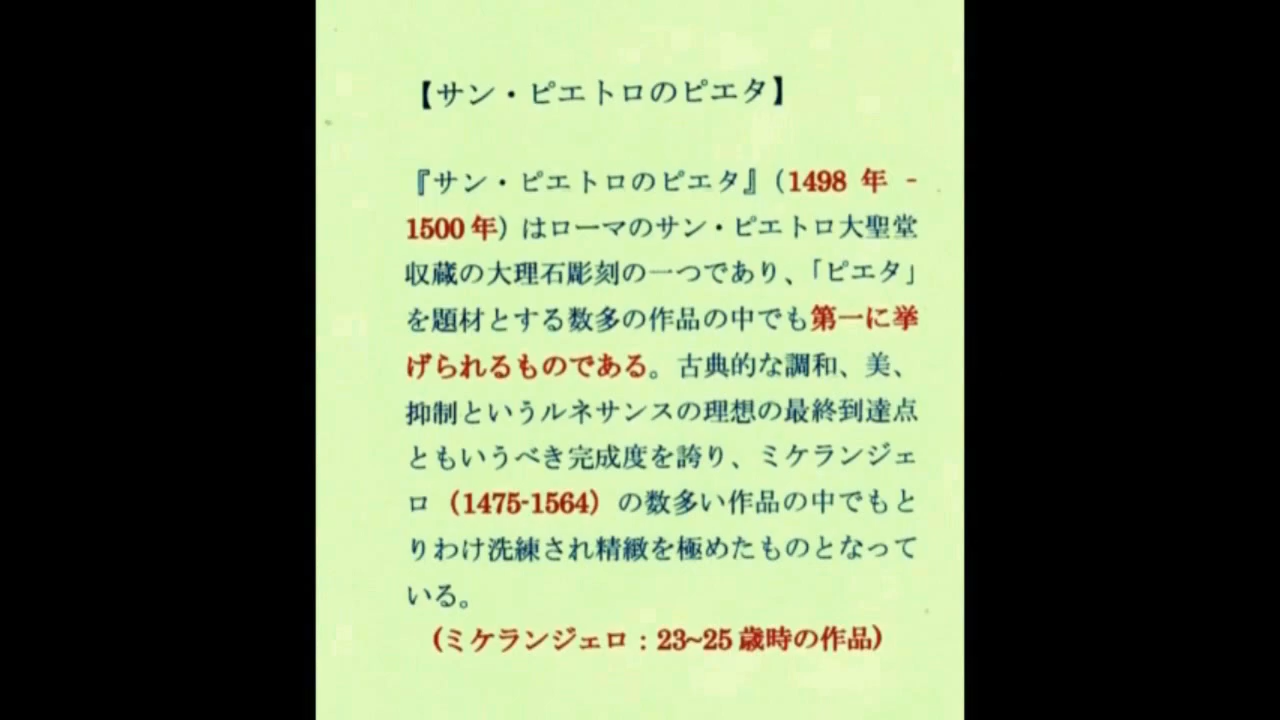 【サン・ピエトロのピエタ】
『サン・ピエトロのピエタ』（1498 年 -
1500 年）はローマのサン・ピエトロ大聖堂
収蔵の大理石彫刻の一つであり、「ピエタ」
を題材とする数多の作品の中でも第一に挙
げられるものである。古典的な調和、美、
抑制というルネサンスの理想の最終到達点
ともいうべき完成度を誇り、ミケランジェ
ロ（1475-1564）の数多い作品の中でもと
りわけ洗練され精緻を極めたものとなって
いる。
(ミケランジェロ：23~25 歳時の作品)